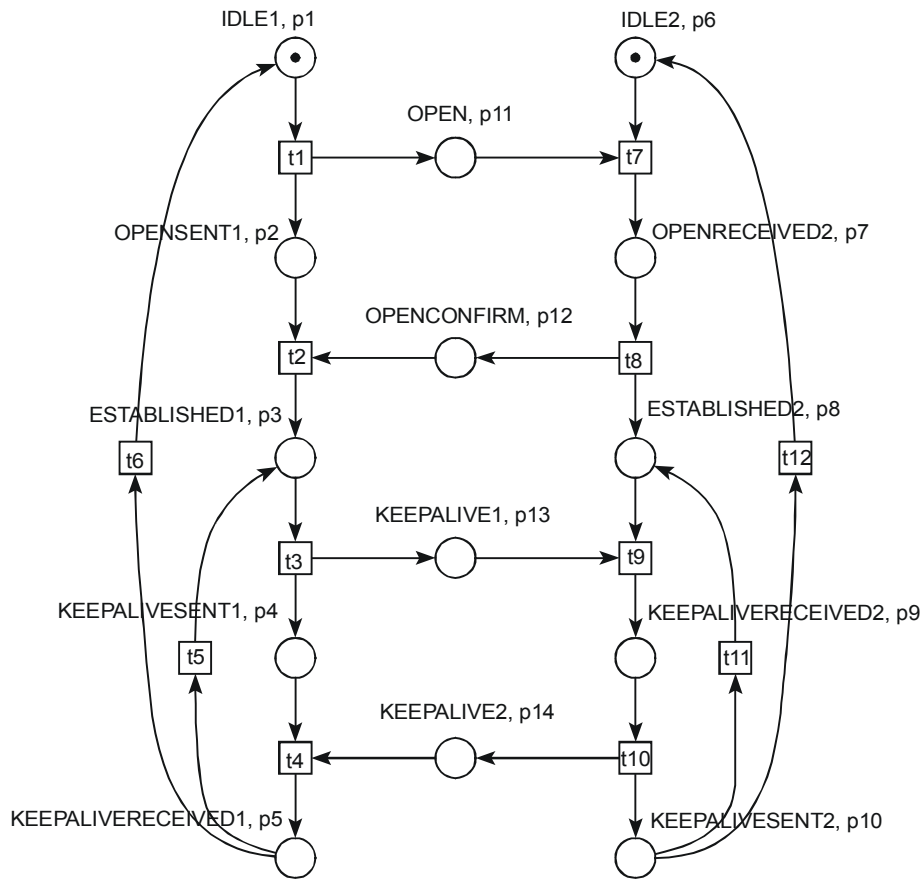 IDLE1, p1
IDLE2, p6
OPEN, p11
t1
t7
OPENSENT1, p2
OPENRECEIVED2, p7
OPENCONFIRM, p12
t2
t8
ESTABLISHED1, p3
ESTABLISHED2, p8
t6
t12
KEEPALIVE1, p13
t3
t9
KEEPALIVESENT1, p4
KEEPALIVERECEIVED2, p9
t5
t11
KEEPALIVE2, p14
t4
t10
KEEPALIVERECEIVED1, p5
KEEPALIVESENT2, p10